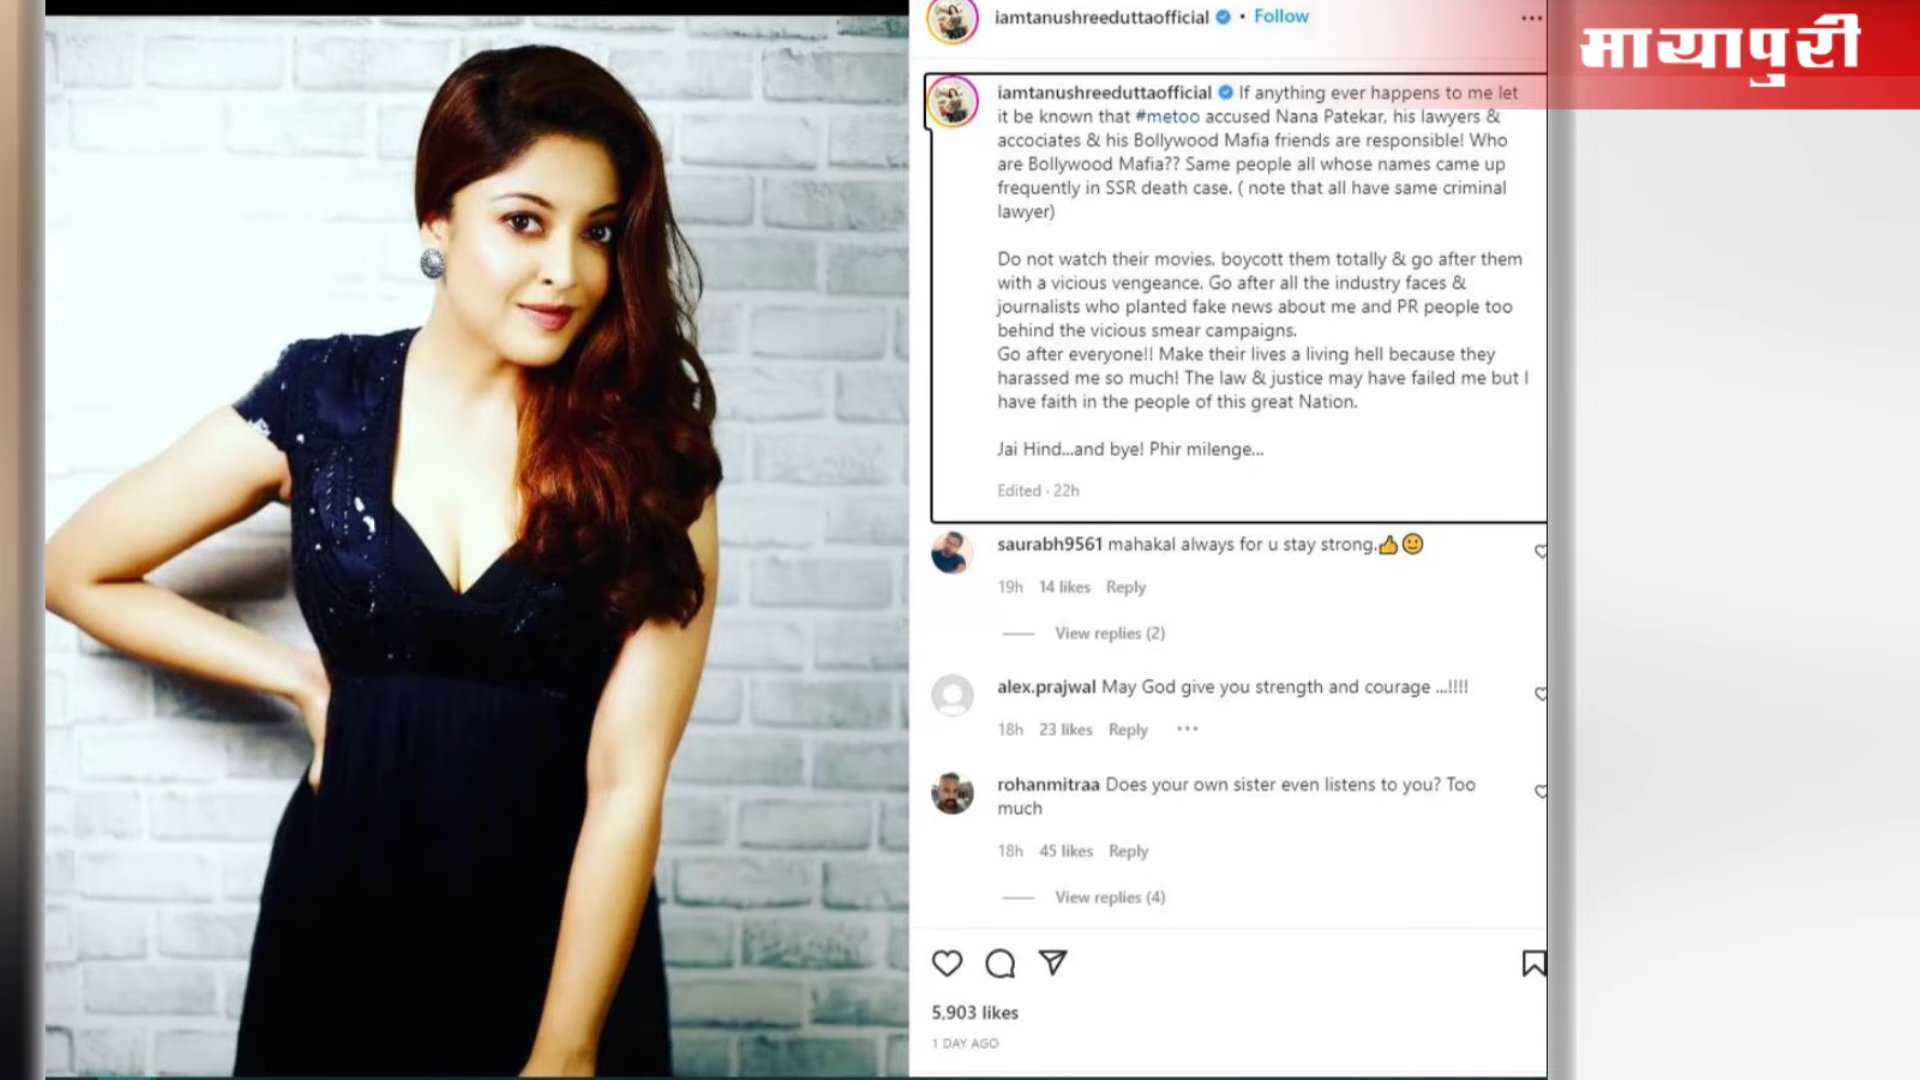 iamtanushreeduttaofficial • Follow
मायापुरी
iamtanushreeduttaofficial If anything ever happens to me let
it be known that #metoo accused Nana Patekar, his lawyers &
accociates & his Bollywood Mafia friends are responsible! Who
are Bollywood Mafia?? Same people all whose names came up
frequently in SSR death case. ( note that all have same criminal
lawyer)
Do not watch their movies, boycott them totally & go after them
with a vicious vengeance. Go after all the industry faces &
journalists who planted fake news about me and PR people too
behind the vicious smear campaigns.
Go after everyone!! Make their lives a living hell because they
harassed me so much! The law & justice may have failed me but I
have faith in the people of this great Nation.
Jai Hind...and bye! Phir milenge...
Edited · 22h
saurabh9561 mahakal always for u stay strong.👍🙂
19h 14 likes Reply
View replies (2)
alex.prajwal May God give you strength and courage ...!!!!
18h 23 likes Reply
rohanmitraa Does your own sister even listens to you? Too
much
18h 45 likes Reply
View replies (4)
5,903 likes
1 DAY AGO